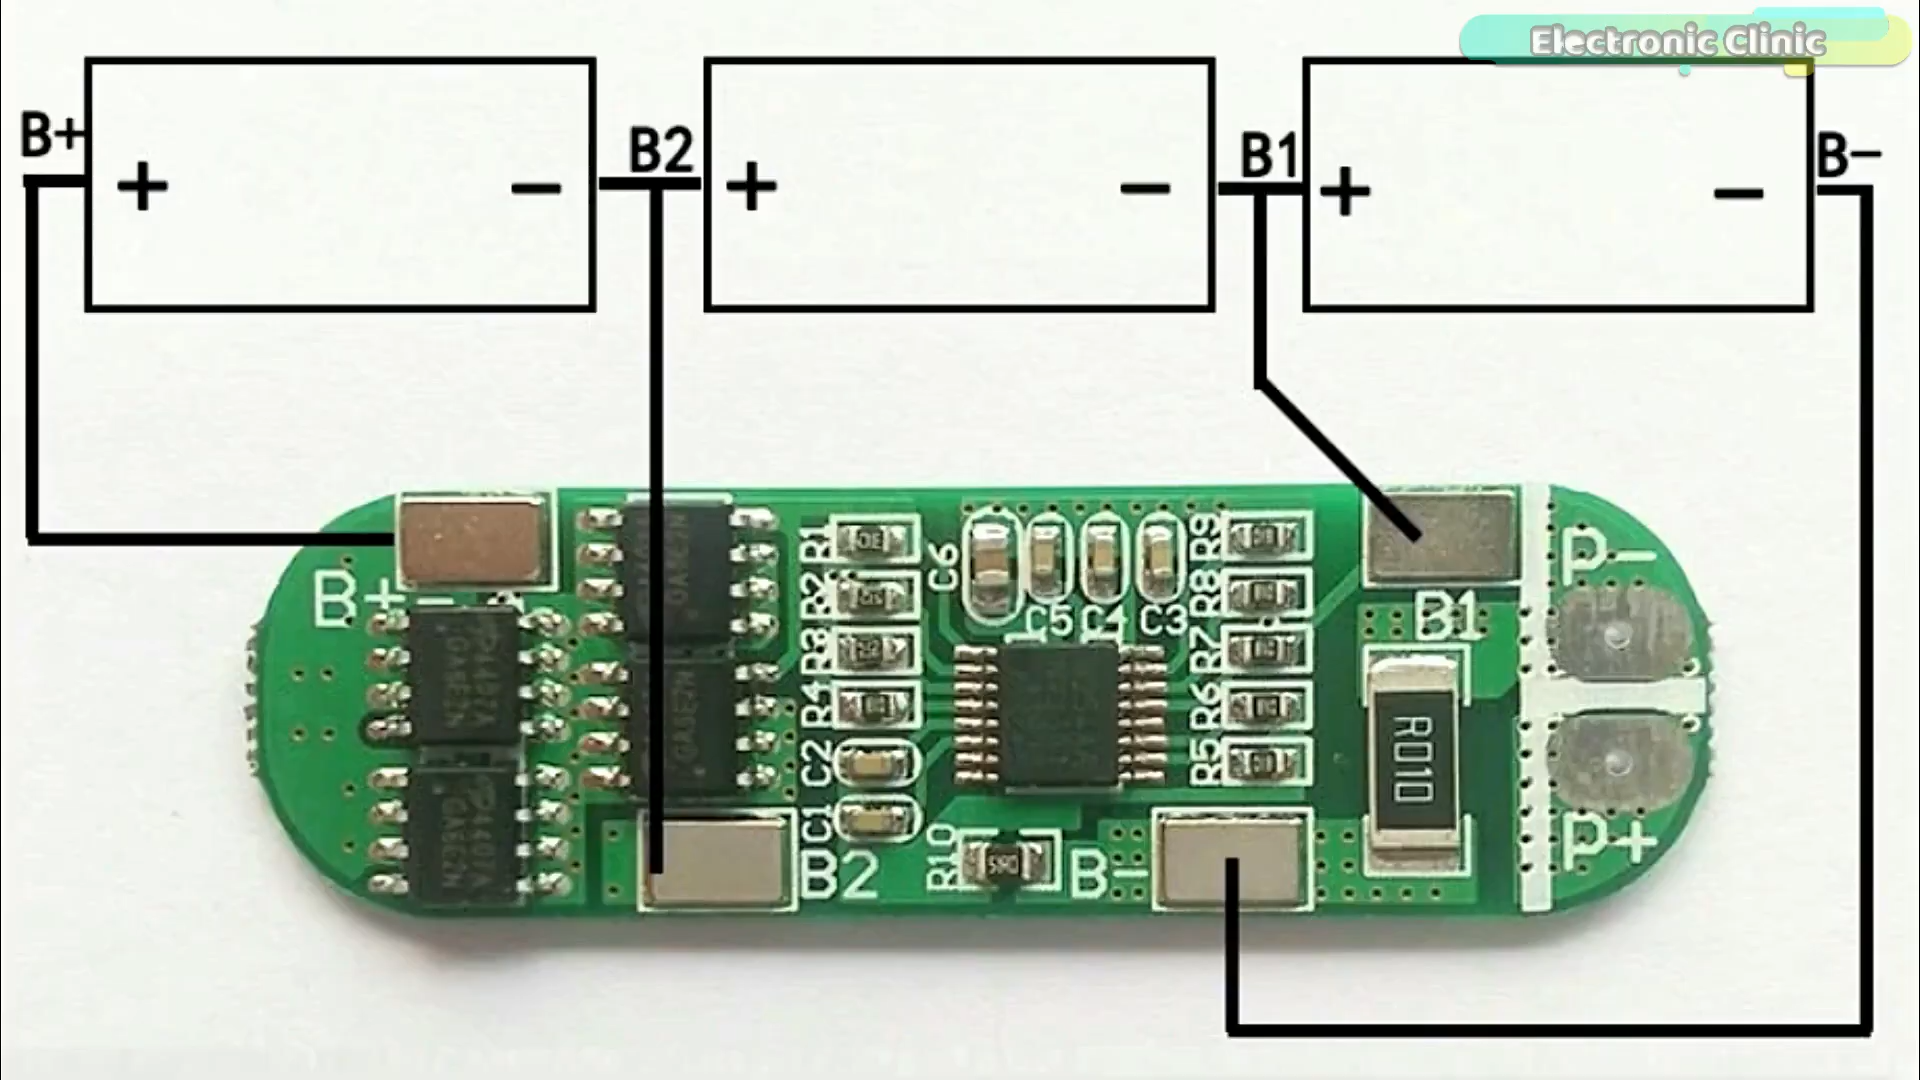 Electronic Clinic
B+
B2
B1
B-
+
-
+
-
+
-
B+
R1
R2
R3
R4
C2
C1
C6
C5
C4
C3
R9
R8
R7
R6
R5
B1
P-
P+
R010
B2
R10
B-